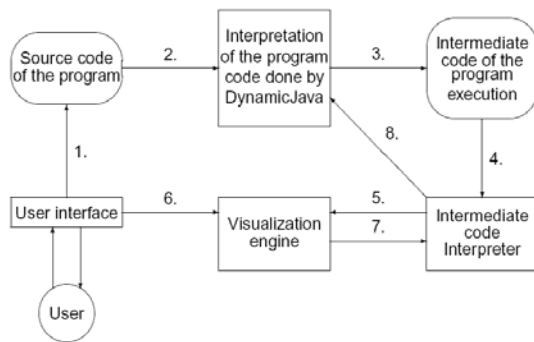 Source code
of the program
2.
Interpretation
of the program
code done by
DynamicJava
3.
Intermediate
code of the
program
execution
1.
8.
4.
User interface
6.
Visualization
engine
5.
7.
Intermediate
code
Interpreter
User